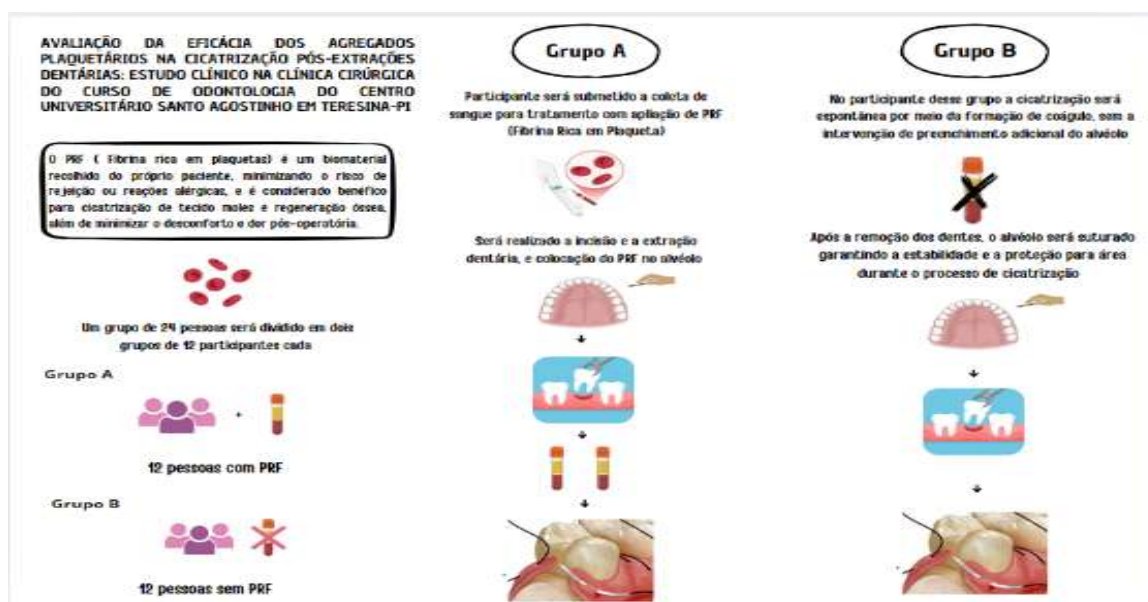 AVALIAÇÃO DA EFICÁCIA DOS AGREGADOS
PLAQUETÁRIOS NA CICATRIZAÇÃO PÓS-EXTRAÇÕES
DENTÁRIAS: ESTUDO CLÍNICO NA CLÍNICA CIRÚRGICA
DO CURSO DE ODONTOLOGIA DO CENTRO
UNIVERSITÁRIO SANTO AGOSTINHO EM TERESINA-PI
O PRF ( Fibrina rica em plaquetas) é um biomaterial
recolhido do próprio paciente, minimizando o risco de
rejeição ou reações alérgicas, e é considerado benéfico
para cicatrização de tecido moles e regeneração óssea,
além de minimizar o desconforto e dor pós-operatória.
Um grupo de 24 pessoas será dividido em dois
grupos de 12 participantes cada
Grupo A
+
12 pessoas com PRF
Grupo B
12 pessoas sem PRF
Grupo A
Participante será submetido a coleta de
sangue para tratamento com apliação de PRF
(Fibrina Rica em Plaqueta)
Será realizado a incisão e a extração
dentária, e colocação do PRF no alvéolo
Grupo B
No participante desse grupo a cicatrização será
espontânea por meio da formação de coágulo, sem a
intervenção de preenchimento adicional do alvéolo
Após a remoção dos dentes, o alvéolo será suturado
garantindo a estabilidade e a proteção para área
durante o processo de cicatrização